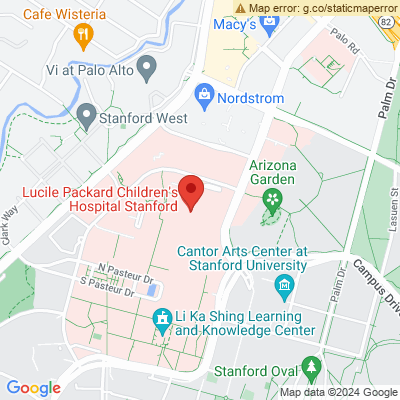 Cafe Wisteria
Map error: g.co/staticmaperror
Macy's
82
Palo Rd
Palm Dr
Vi at Palo Alto
Nordstrom
Stanford West
Arizona
Garden
Lasuen St
Lucile Packard Children's
Hospital Stanford
Clark Way
Cantor Arts Center at
Stanford University
N Pasteur Dr
S Pasteur Dr
Palm Dr
Campus Drive
Li Ka Shing Learning
and Knowledge Center
Stanford Oval
Google
Map data ©2024 Google